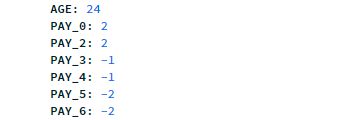 AGE: 24
PAY_0: 2
PAY_2: 2
PAY_3: -1
PAY_4: -1
PAY_5: -2
PAY_6: -2